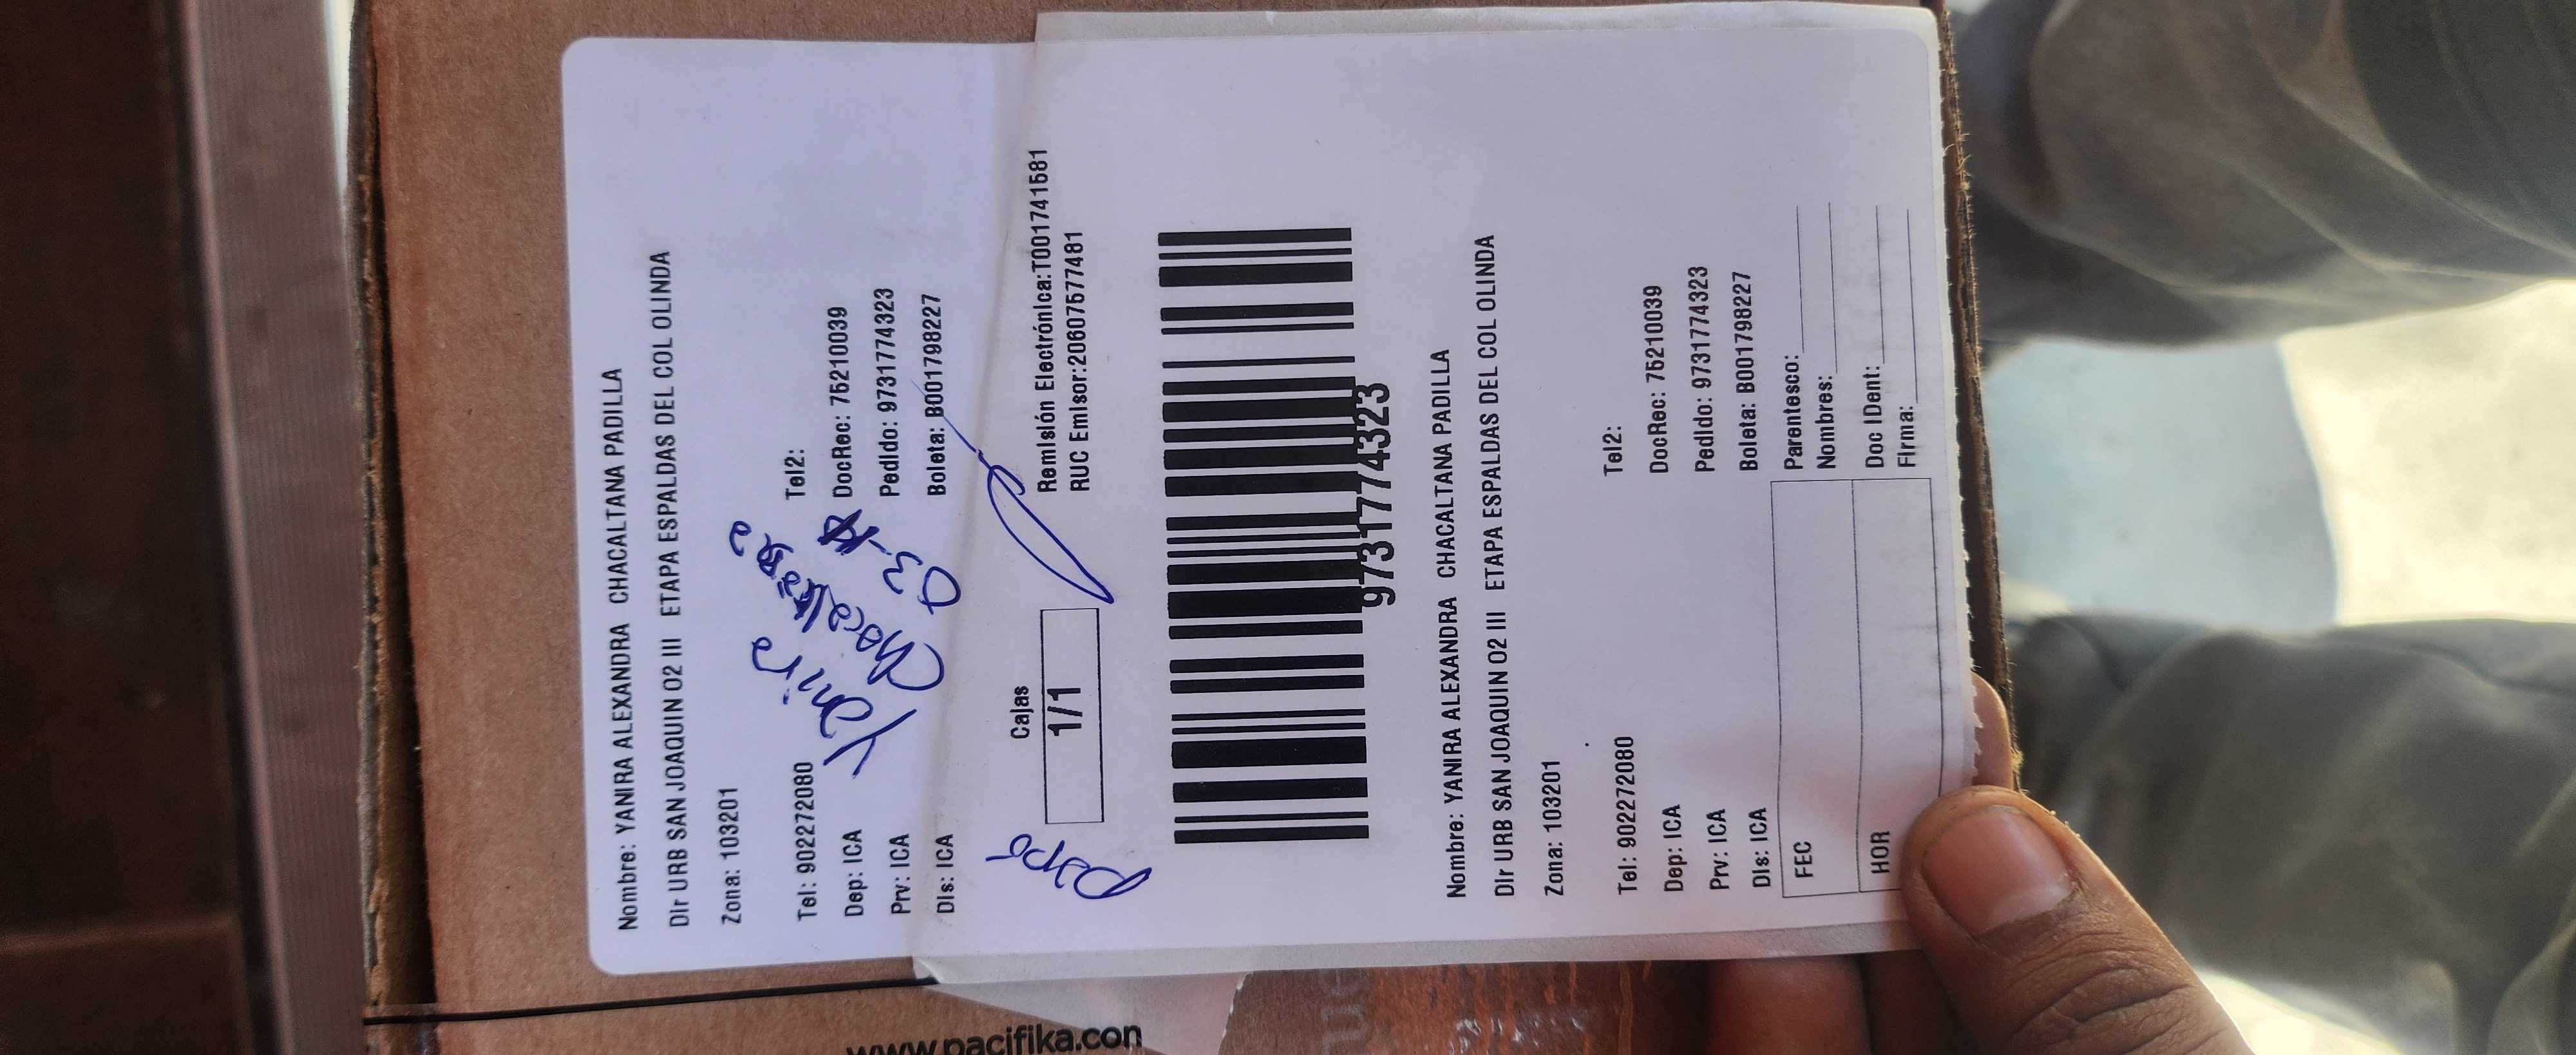 Nombre: YANIRA ALEXANDRA CHACALTANA PADILLA
Dir URB SAN JOAQUIN O2 III ETAPA ESPALDAS DEL COL OLINDA
Zona: 103201
Tel: 902272080 Tel2:
Dep: ICA DocRec: 75210039
Prv: ICA Pedido: 9731774323
Dis: ICA Boleta: B001798227
Yanira
Chacaltana
03-
Cajas
1/1
Remisión Electrónica:T001741581
RUC Emisor:20607577481
9731774323
Nombre: YANIRA ALEXANDRA CHACALTANA PADILLA
Dir URB SAN JOAQUIN O2 III ETAPA ESPALDAS DEL COL OLINDA
Zona: 103201
Tel: 902272080 Tel2:
Dep: ICA DocRec: 75210039
Prv: ICA Pedido: 9731774323
Dis: ICA Boleta: B001798227
FEC
HOR
Parentesco:
Nombres:
Doc IDent:
Firma:
www.pacifika.con